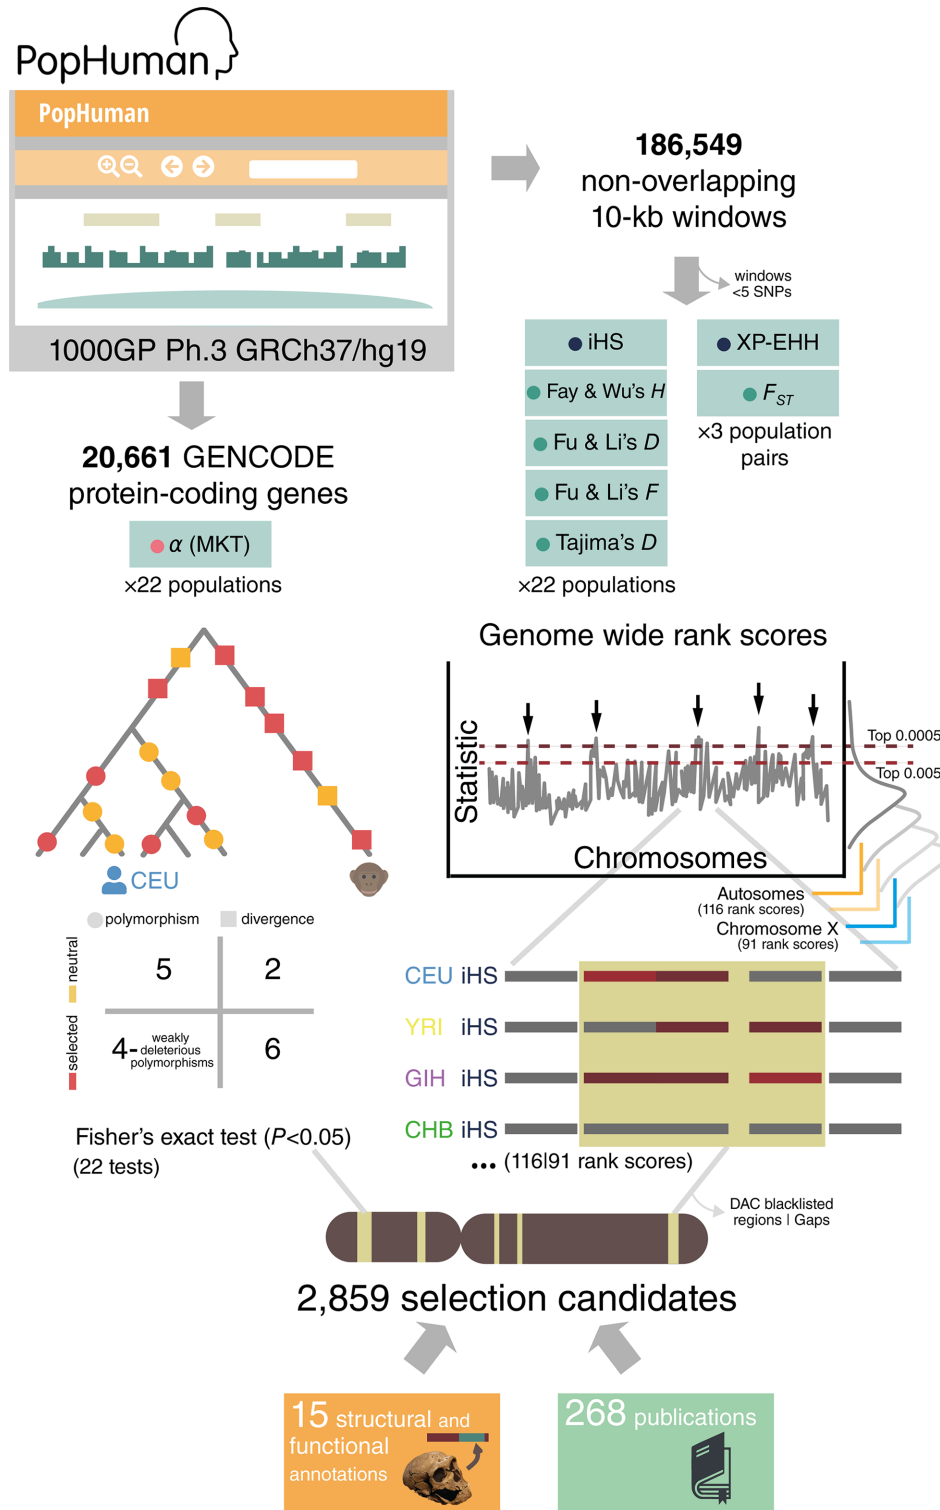 PopHuman
PopHuman
1000GP Ph.3 GRCh37/hg19
186,549
non-overlapping
10-kb windows
windows
<5 SNPs
iHS
Fay & Wu's H
Fu & Li's D
Fu & Li's F
Tajima's D
×22 populations
XP-EHH
FST
×3 population
pairs
20,661 GENCODE
protein-coding genes
α (MKT)
×22 populations
CEU
polymorphism
divergence
neutral
selected
5
2
4-weakly
deleterious
polymorphisms
6
Fisher's exact test (P<0.05)
(22 tests)
Genome wide rank scores
Statistic
Chromosomes
Top 0.0005
Top 0.005
Autosomes
(116 rank scores)
Chromosome X
(91 rank scores)
CEU iHS
YRI iHS
GIH iHS
CHB iHS
... (116|91 rank scores)
DAC blacklisted
regions | Gaps
2,859 selection candidates
15 structural and
functional
annotations
268 publications